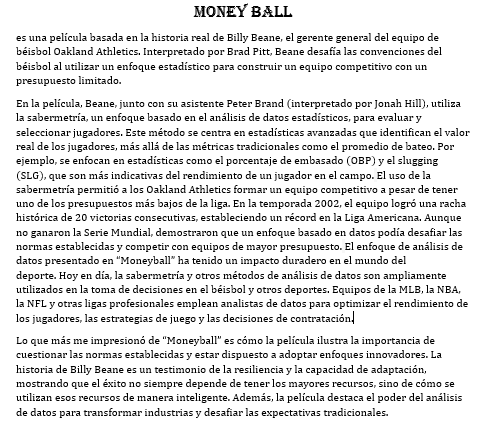 MONEY BALL
es una película basada en la historia real de Billy Beane, el gerente general del equipo de
béisbol Oakland Athletics. Interpretado por Brad Pitt, Beane desafía las convenciones del
béisbol al utilizar un enfoque estadístico para construir un equipo competitivo con un
presupuesto limitado.
En la película, Beane, junto con su asistente Peter Brand (interpretado por Jonah Hill), utiliza
la sabermetría, un enfoque basado en el análisis de datos estadísticos, para evaluar y
seleccionar jugadores. Este método se centra en estadísticas avanzadas que identifican el valor
real de los jugadores, más allá de las métricas tradicionales como el promedio de bateo. Por
ejemplo, se enfocan en estadísticas como el porcentaje de embasado (OBP) y el slugging
(SLG), que son más indicativas del rendimiento de un jugador en el campo. El uso de la
sabermetría permitió a los Oakland Athletics formar un equipo competitivo a pesar de tener
uno de los presupuestos más bajos de la liga. En la temporada 2002, el equipo logró una racha
histórica de 20 victorias consecutivas, estableciendo un récord en la Liga Americana. Aunque
no ganaron la Serie Mundial, demostraron que un enfoque basado en datos podía desafiar las
normas establecidas y competir con equipos de mayor presupuesto. El enfoque de análisis de
datos presentado en “Moneyball” ha tenido un impacto duradero en el mundo del
deporte. Hoy en día, la sabermetría y otros métodos de análisis de datos son ampliamente
utilizados en la toma de decisiones en el béisbol y otros deportes. Equipos de la MLB, la NBA,
la NFL y otras ligas profesionales emplean analistas de datos para optimizar el rendimiento de
los jugadores, las estrategias de juego y las decisiones de contratación.
Lo que más me impresionó de “Moneyball” es cómo la película ilustra la importancia de
cuestionar las normas establecidas y estar dispuesto a adoptar enfoques innovadores. La
historia de Billy Beane es un testimonio de la resiliencia y la capacidad de adaptación,
mostrando que el éxito no siempre depende de tener los mayores recursos, sino de cómo se
utilizan esos recursos de manera inteligente. Además, la película destaca el poder del análisis
de datos para transformar industrias y desafiar las expectativas tradicionales.